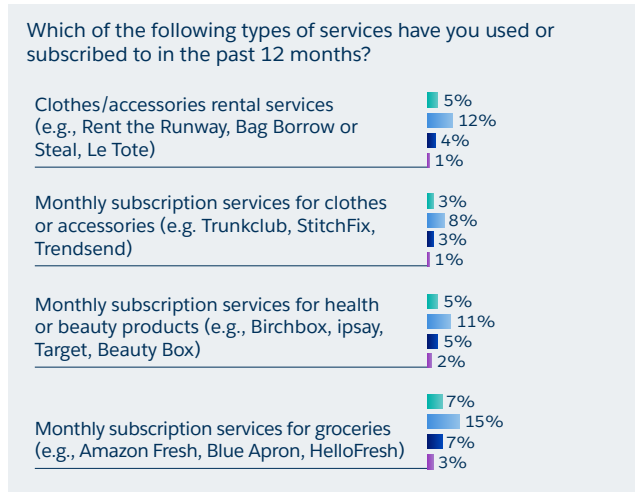 Which of the following types of services have you used or
subscribed to in the past 12 months?
Clothes/accessories rental services
(e.g., Rent the Runway, Bag Borrow or
Steal, Le Tote)
5%
12%
4%
1%
Monthly subscription services for clothes
or accessories (e.g. Trunkclub, StitchFix,
Trendsend)
3%
8%
3%
1%
Monthly subscription services for health
or beauty products (e.g., Birchbox, ipsay,
Target, Beauty Box)
5%
11%
5%
2%
Monthly subscription services for groceries
(e.g., Amazon Fresh, Blue Apron, HelloFresh)
7%
15%
7%
3%